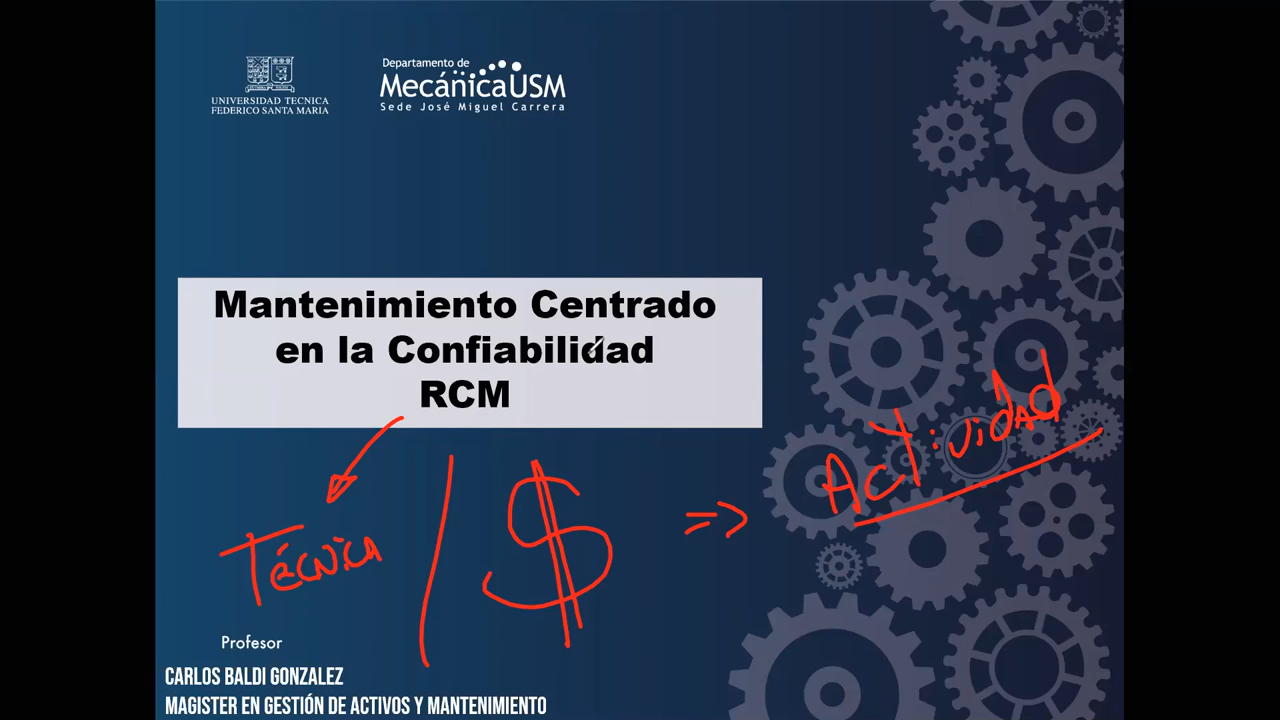 UNIVERSIDAD TECNICA
FEDERICO SANTA MARIA
Departamento de
MecánicaUSM
Sede José Miguel Carrera
Mantenimiento Centrado
en la Confiabilidad
RCM
TÉCNICA / $ => ActividAd
Profesor
CARLOS BALDI GONZALEZ
MAGISTER EN GESTIÓN DE ACTIVOS Y MANTENIMIENTO